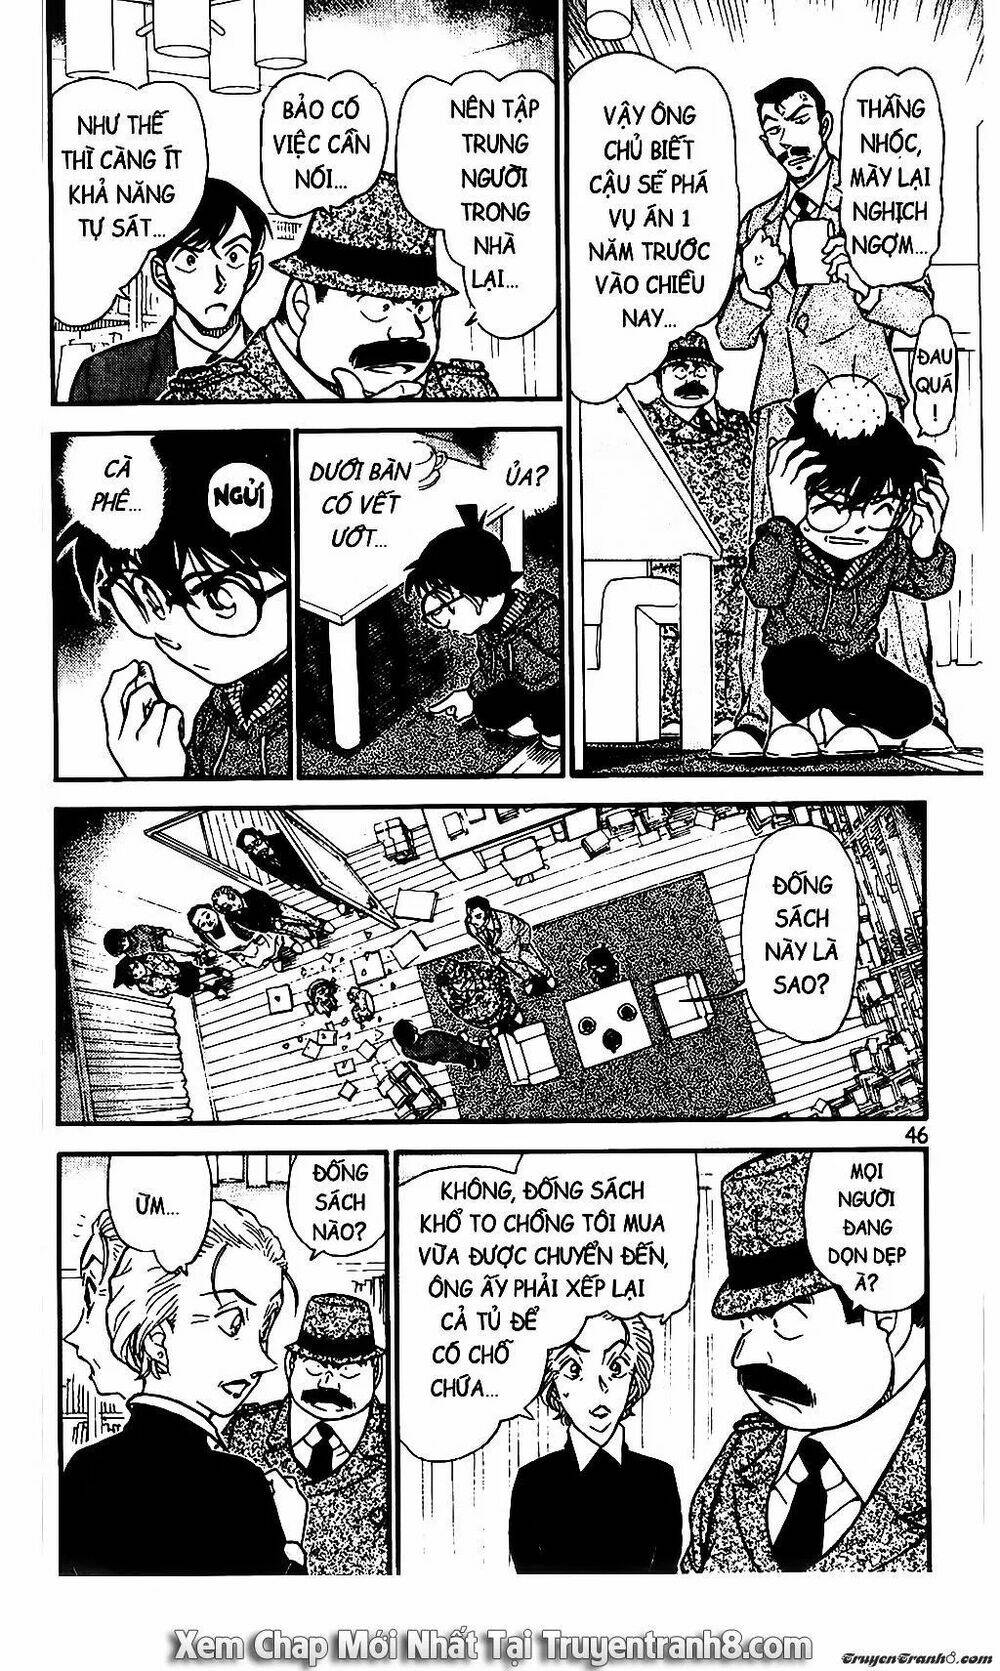 THẰNG
NHÓC,
MÀY LẠI
NGHỊCH
NGỢM...
ĐAU
QUÁ
!
VẬY ÔNG
CHỦ BIẾT
CẬU SẼ PHÁ
VỤ ÁN 1
NĂM TRƯỚC
VÀO CHIỀU
NAY...
NÊN TẬP
TRUNG
NGƯỜI
TRONG
NHÀ
LẠI...
BẢO CÓ
VIỆC CẦN
NÓI...
NHƯ THẾ
THÌ CÀNG ÍT
KHẢ NĂNG
TỰ SÁT...
ỦA?
DƯỚI BÀN
CÓ VẾT
ƯỚT...
NGỬI
CÀ
PHÊ...
ĐỐNG
SÁCH
NÀY LÀ
SAO?
46
MỌI
NGƯỜI
ĐANG
DỌN DẸP
À?
KHÔNG, ĐỐNG SÁCH
KHỔ TO CHỒNG TÔI MUA
VỪA ĐƯỢC CHUYỂN ĐẾN,
ÔNG ẤY PHẢI XẾP LẠI
CẢ TỦ ĐỂ
CÓ CHỖ
CHỨA...
ĐỐNG
SÁCH
NÀO?
ỪM...
Xem Chap Mới Nhất Tại Truyentranh8.com
TruyenTranh8.com